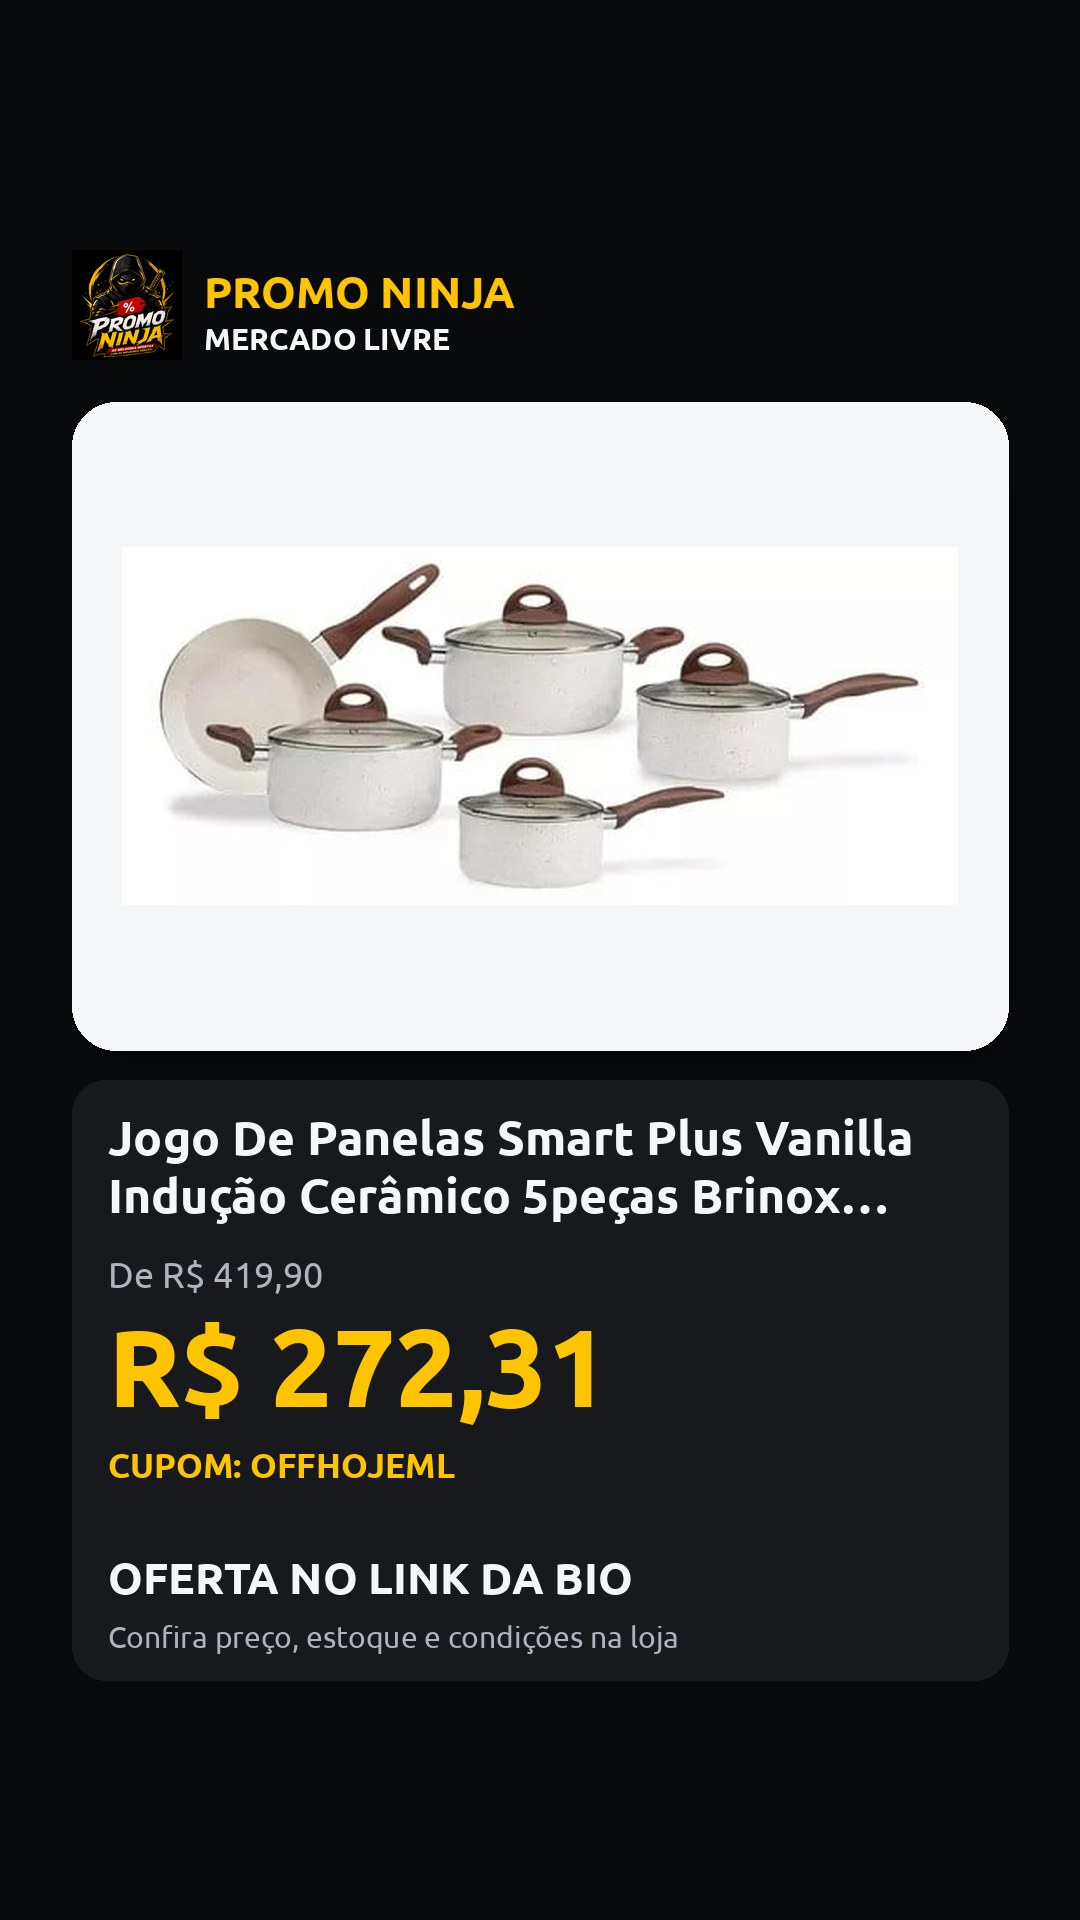 %
PROMO
NINJA
PROMO NINJA
MERCADO LIVRE
Jogo De Panelas Smart Plus Vanilla
Indução Cerâmico 5peças Brinox...
De R$ 419,90
R$ 272,31
CUPOM: OFFHOJEML
OFERTA NO LINK DA BIO
Confira preço, estoque e condições na loja